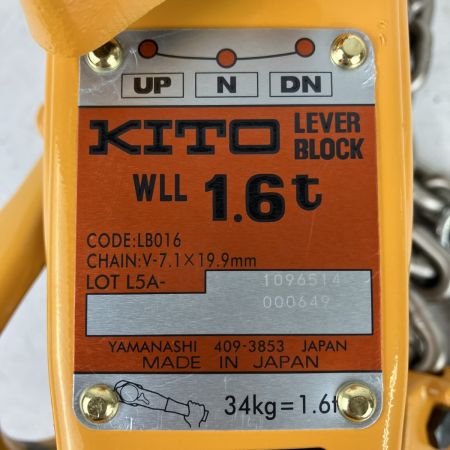 UP N DN
KITO LEVER BLOCK
WLL 1.6t
CODE:LB016
CHAIN:V-7.1×19.9mm
LOT L5A- 1096514
000649
YAMANASHI 409-3853 JAPAN
MADE IN JAPAN
34kg=1.6t